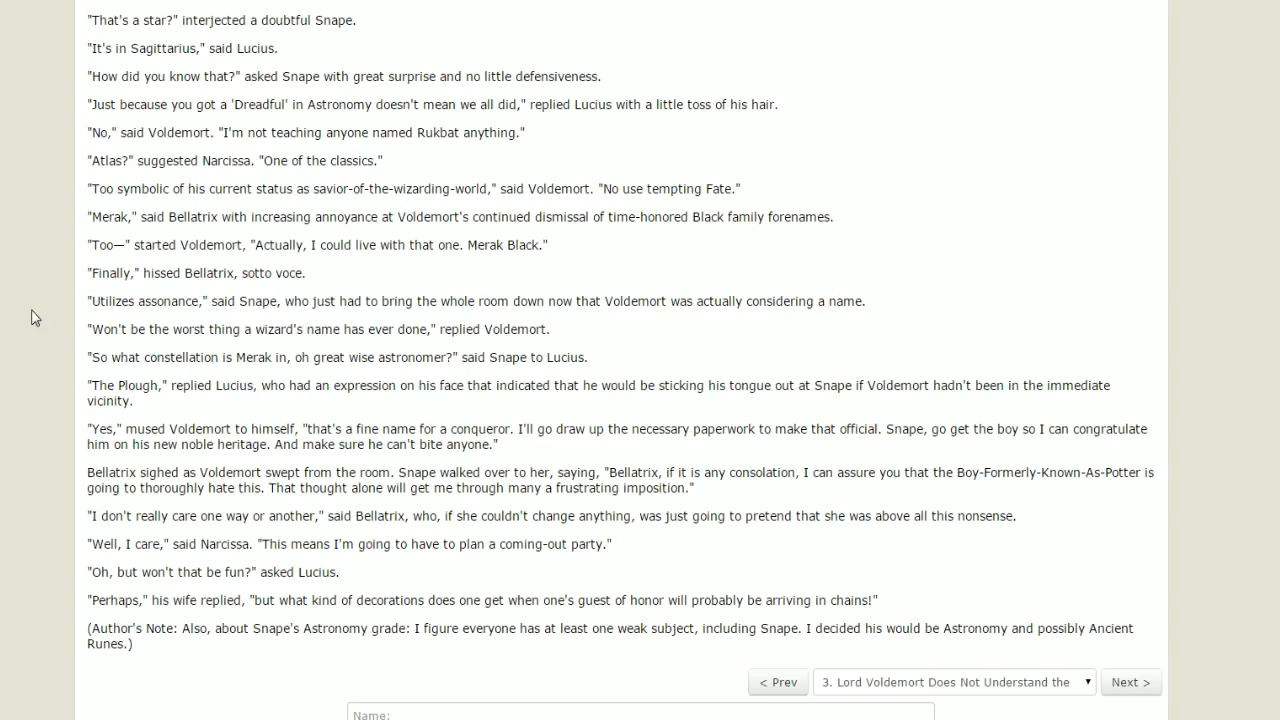 "That's a star?" interjected a doubtful Snape.
"It's in Sagittarius," said Lucius.
"How did you know that?" asked Snape with great surprise and no little defensiveness.
"Just because you got a 'Dreadful' in Astronomy doesn't mean we all did," replied Lucius with a little toss of his hair.
"No," said Voldemort. "I'm not teaching anyone named Rukbat anything."
"Atlas?" suggested Narcissa. "One of the classics."
"Too symbolic of his current status as savior-of-the-wizarding-world," said Voldemort. "No use tempting Fate."
"Merak," said Bellatrix with increasing annoyance at Voldemort's continued dismissal of time-honored Black family forenames.
"Too—" started Voldemort, "Actually, I could live with that one. Merak Black."
"Finally," hissed Bellatrix, sotto voce.
"Utilizes assonance," said Snape, who just had to bring the whole room down now that Voldemort was actually considering a name.
"Won't be the worst thing a wizard's name has ever done," replied Voldemort.
"So what constellation is Merak in, oh great wise astronomer?" said Snape to Lucius.
"The Plough," replied Lucius, who had an expression on his face that indicated that he would be sticking his tongue out at Snape if Voldemort hadn't been in the immediate
vicinity.
"Yes," mused Voldemort to himself, "that's a fine name for a conqueror. I'll go draw up the necessary paperwork to make that official. Snape, go get the boy so I can congratulate
him on his new noble heritage. And make sure he can't bite anyone."
Bellatrix sighed as Voldemort swept from the room. Snape walked over to her, saying, "Bellatrix, if it is any consolation, I can assure you that the Boy-Formerly-Known-As-Potter is
going to thoroughly hate this. That thought alone will get me through many a frustrating imposition."
"I don't really care one way or another," said Bellatrix, who, if she couldn't change anything, was just going to pretend that she was above all this nonsense.
"Well, I care," said Narcissa. "This means I'm going to have to plan a coming-out party."
"Oh, but won't that be fun?" asked Lucius.
"Perhaps," his wife replied, "but what kind of decorations does one get when one's guest of honor will probably be arriving in chains!"
(Author's Note: Also, about Snape's Astronomy grade: I figure everyone has at least one weak subject, including Snape. I decided his would be Astronomy and possibly Ancient
Runes.)
< Prev 3. Lord Voldemort Does Not Understand the Next >
Name: